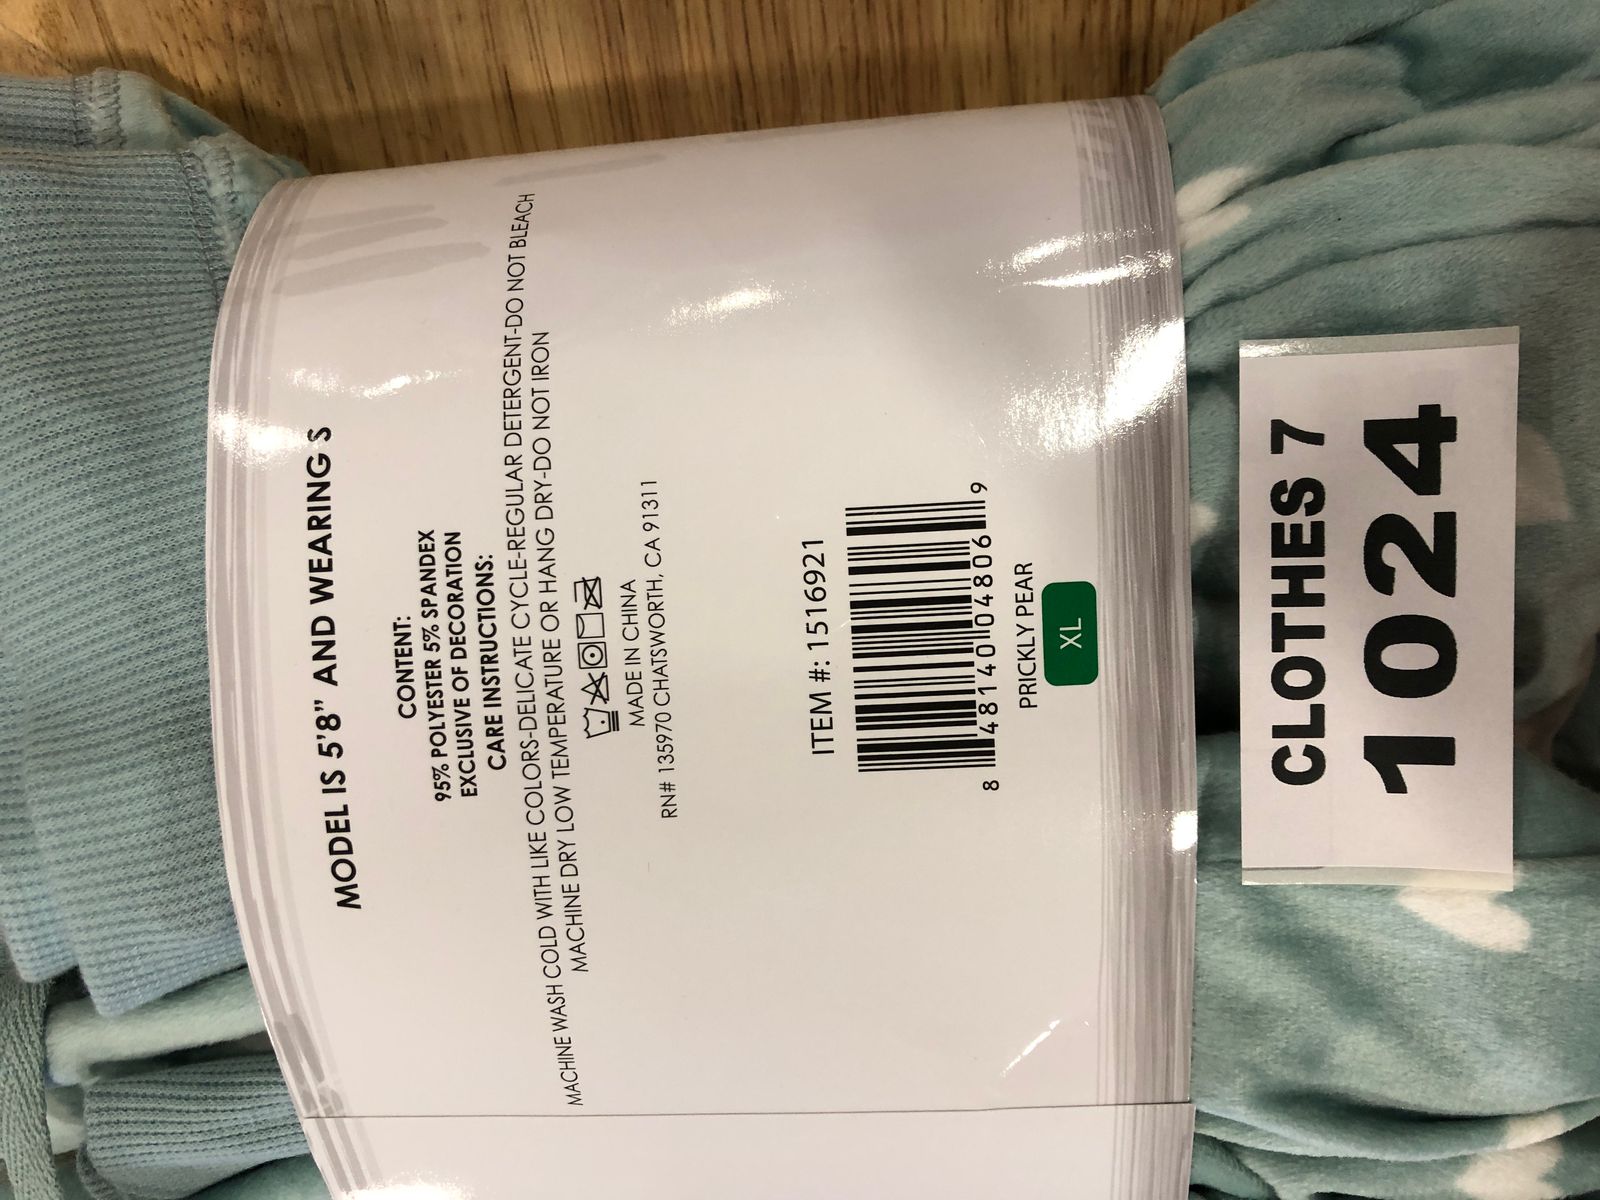 MODEL IS 5'8" AND WEARING S
CONTENT:
95% POLYESTER 5% SPANDEX
EXCLUSIVE OF DECORATION
CARE INSTRUCTIONS:
MACHINE WASH COLD WITH LIKE COLORS-DELICATE CYCLE-REGULAR DETERGENT-DO NOT BLEACH
MACHINE DRY LOW TEMPERATURE OR HANG DRY-DO NOT IRON
MADE IN CHINA
RN# 135970 CHATSWORTH, CA 91311
ITEM #: 1516921
8 48140 04806 9
PRICKLY PEAR
XL
CLOTHES 7
1024